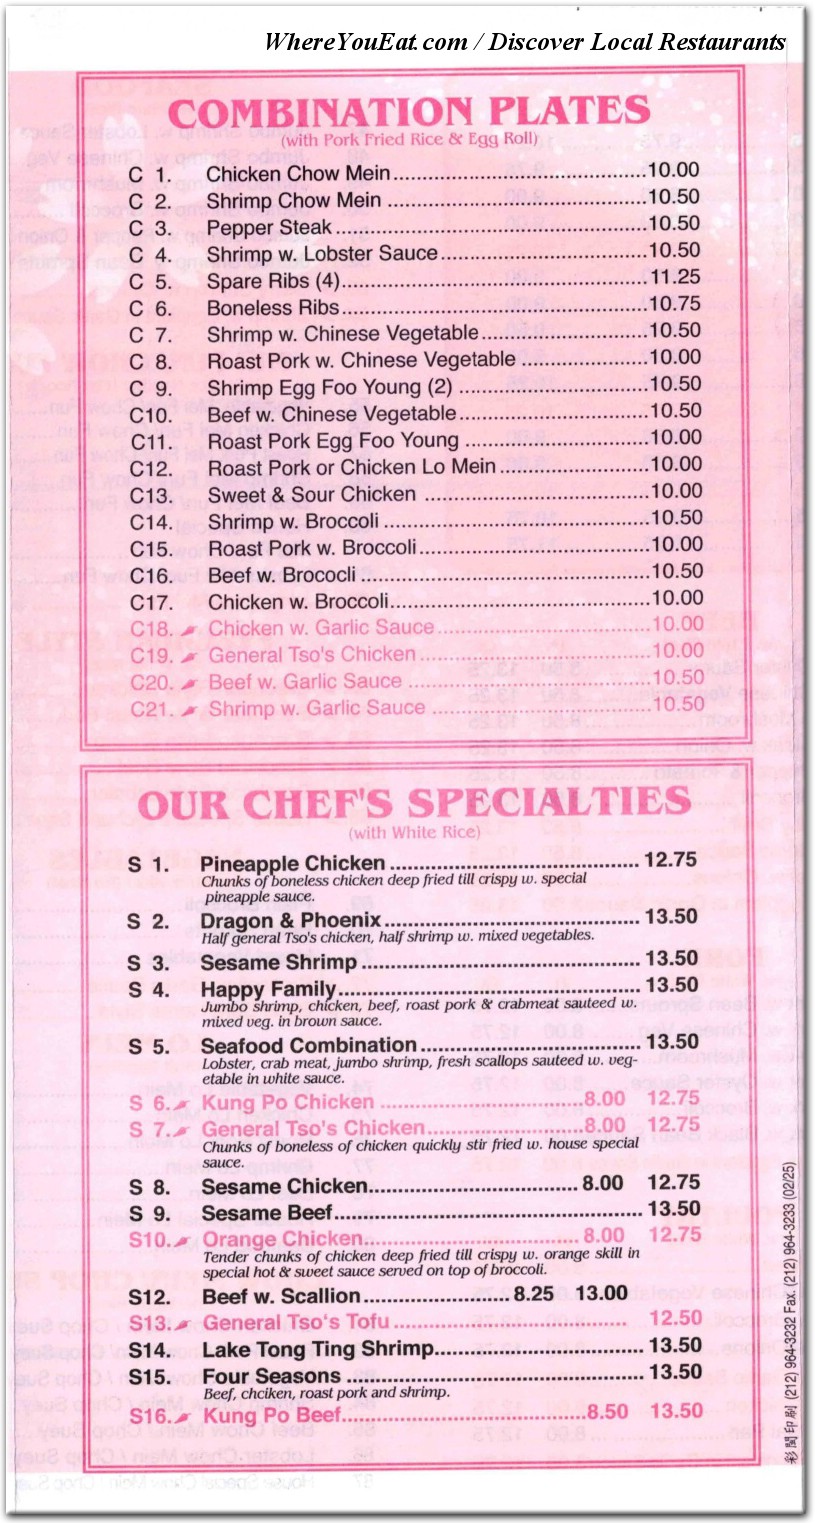 WhereYouEat.com / Discover Local Restaurants
COMBINATION PLATES
(with Pork Fried Rice & Egg Roll)
C 1. Chicken Chow Mein.................................10.00
C 2. Shrimp Chow Mein .................................10.50
C 3. Pepper Steak........................................10.50
C 4. Shrimp w. Lobster Sauce..........................10.50
C 5. Spare Ribs (4).......................................11.25
C 6. Boneless Ribs.......................................10.75
C 7. Shrimp w. Chinese Vegetable.....................10.50
C 8. Roast Pork w. Chinese Vegetable................10.00
C 9. Shrimp Egg Foo Young (2) .......................10.50
C10. Beef w. Chinese Vegetable........................10.50
C11. Roast Pork Egg Foo Young .......................10.00
C12. Roast Pork or Chicken Lo Mein...................10.00
C13. Sweet & Sour Chicken ............................10.00
C14. Shrimp w. Broccoli .................................10.50
C15. Roast Pork w. Broccoli.............................10.00
C16. Beef w. Brococli ....................................10.50
C17. Chicken w. Broccoli.................................10.00
C18. Chicken w. Garlic Sauce...........................10.00
C19. General Tso's Chicken.............................10.00
C20. Beef w. Garlic Sauce ..............................10.50
C21. Shrimp w. Garlic Sauce ...........................10.50
OUR CHEF'S SPECIALTIES
(with White Rice)
S 1. Pineapple Chicken .................................. 12.75
Chunks of boneless chicken deep fried till crispy w. special
pineapple sauce.
S 2. Dragon & Phoenix................................... 13.50
Half general Tso's chicken, half shrimp w. mixed vegetables.
S 3. Sesame Shrimp ...................................... 13.50
S 4. Happy Family......................................... 13.50
Jumbo shrimp, chicken, beef, roast pork & crabmeat sauteed w.
mixed veg. in brown sauce.
S 5. Seafood Combination .............................. 13.50
Lobster, crab meat, jumbo shrimp, fresh scallops sauteed w. veg-
etable in white sauce.
S 6. Kung Po Chicken ............................8.00 12.75
S 7. General Tso's Chicken......................8.00 12.75
Chunks of boneless of chicken quickly stir fried w. house special
sauce.
S 8. Sesame Chicken................................ 8.00 12.75
S 9. Sesame Beef.......................................... 13.50
S10. Orange Chicken.............................. 8.00 12.75
Tender chunks of chicken deep fried till crispy w. orange skill in
special hot & sweet sauce served on top of broccoli.
S12. Beef w. Scallion.................... 8.25 13.00
S13. General Tso's Tofu................................... 12.50
S14. Lake Tong Ting Shrimp............................. 13.50
S15. Four Seasons ........................................ 13.50
Beef, chciken, roast pork and shrimp.
S16. Kung Po Beef..................................8.50 13.50
(212) 964-3232 Fax. (212) 964-3233 (02/25)